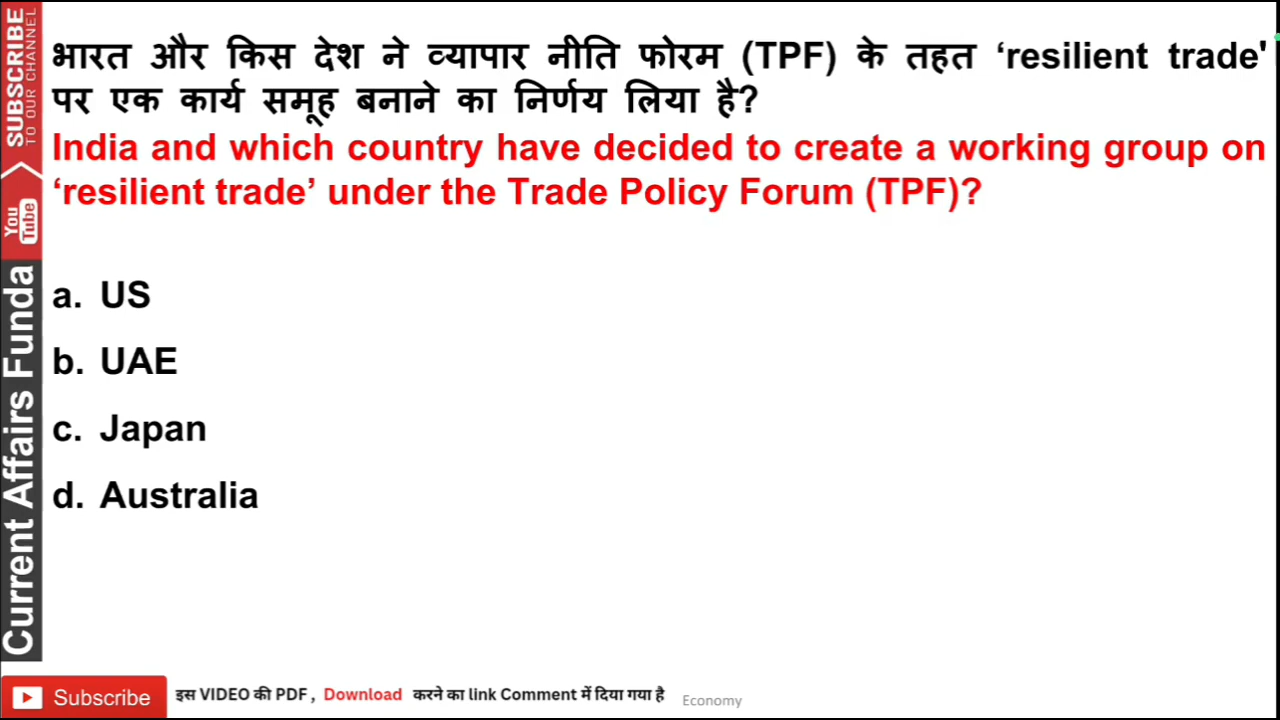 भारत और किस देश ने व्यापार नीति फोरम (TPF) के तहत ‘resilient trade'
पर एक कार्य समूह बनाने का निर्णय लिया है?
India and which country have decided to create a working group on
‘resilient trade’ under the Trade Policy Forum (TPF)?
a. US
b. UAE
c. Japan
d. Australia
SUBSCRIBE
TO OUR CHANNEL
You
Tube
Current Affairs Funda
Subscribe
इस VIDEO की PDF , Download करने का link Comment में दिया गया है
Economy